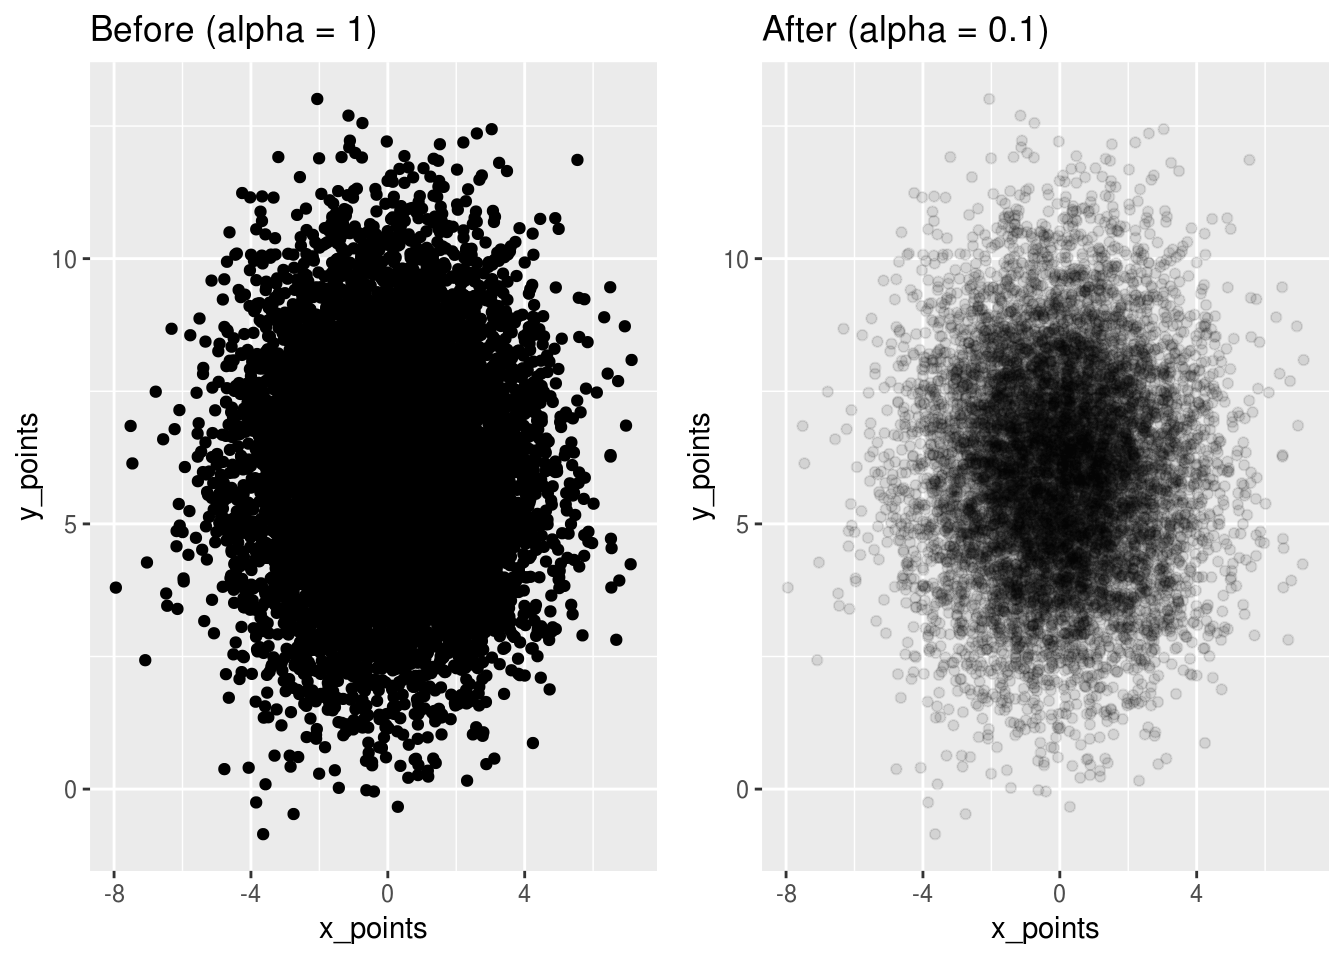 Before (alpha = 1)
10
5
0
y_points
-8 -4 0 4
x_points
After (alpha = 0.1)
10
5
0
y_points
-8 -4 0 4
x_points